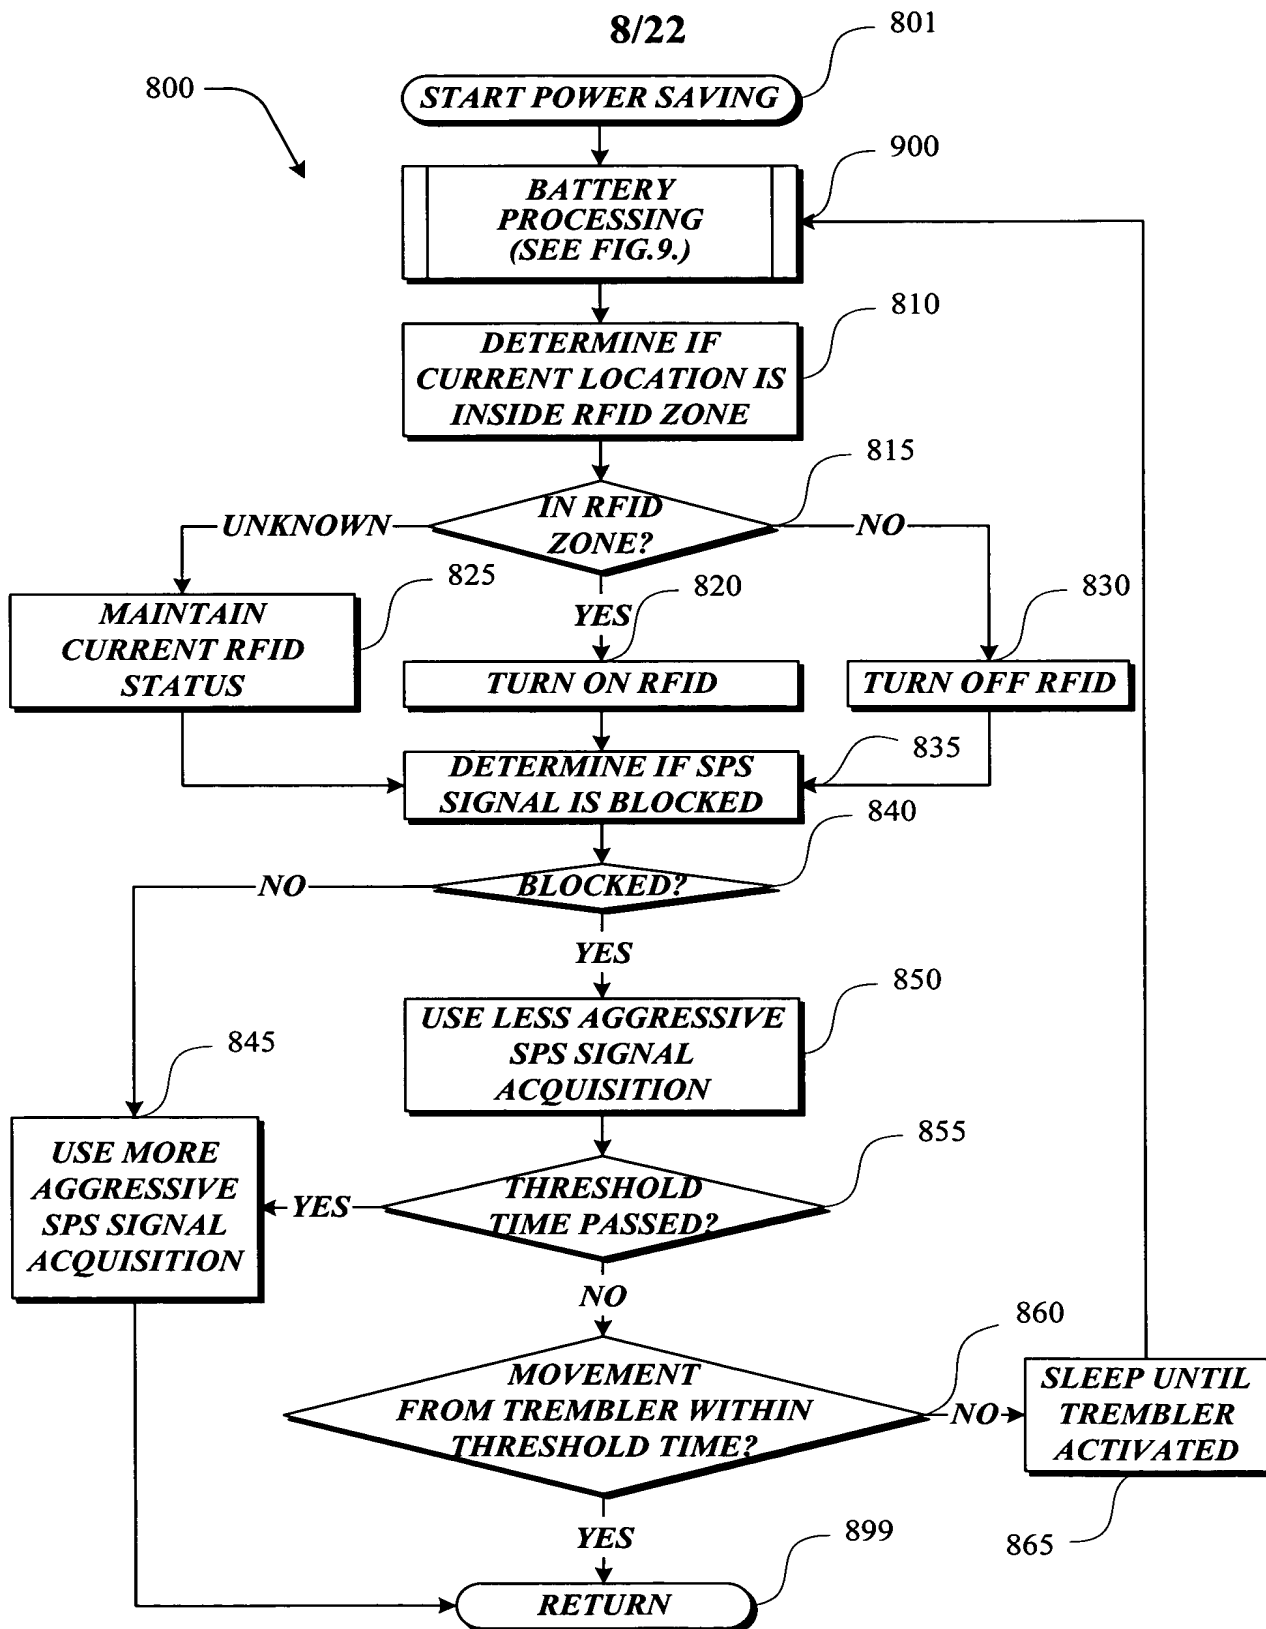 8/22
801
800
START POWER SAVING
900
BATTERY
PROCESSING
(SEE FIG.9.)
810
DETERMINE IF
CURRENT LOCATION IS
INSIDE RFID ZONE
815
IN RFID
ZONE?
UNKNOWN
NO
825
820
830
YES
MAINTAIN
CURRENT RFID
STATUS
TURN ON RFID
TURN OFF RFID
835
DETERMINE IF SPS
SIGNAL IS BLOCKED
840
BLOCKED?
NO
YES
850
USE LESS AGGRESSIVE
SPS SIGNAL
ACQUISITION
845
855
USE MORE
AGGRESSIVE
SPS SIGNAL
ACQUISITION
YES
THRESHOLD
TIME PASSED?
NO
860
MOVEMENT
FROM TREMBLER WITHIN
THRESHOLD TIME?
NO
SLEEP UNTIL
TREMBLER
ACTIVATED
YES
899
865
RETURN